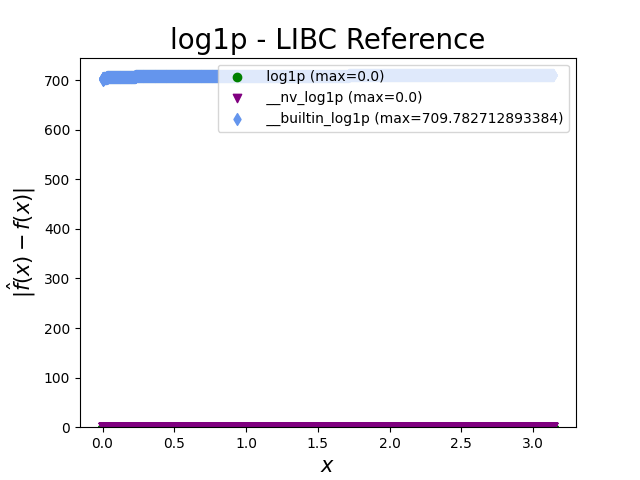 log1p - LIBC Reference
|f̂(x) − f(x)|
700
600
500
400
300
200
100
0
log1p (max=0.0)
__nv_log1p (max=0.0)
__builtin_log1p (max=709.782712893384)
0.0 0.5 1.0 1.5 2.0 2.5 3.0
x